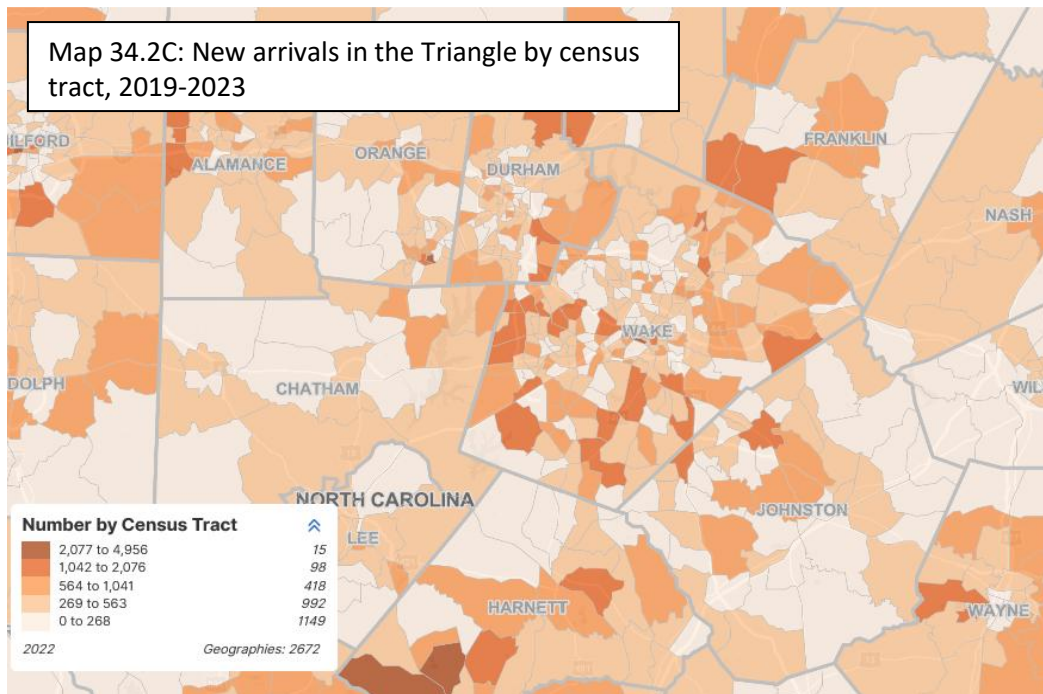 Map 34.2C: New arrivals in the Triangle by census
tract, 2019-2023
ILFORD
ALAMANCE
ORANGE
DURHAM
FRANKLIN
NASH
WAKE
DOLPH
CHATHAM
WIL
NORTH CAROLINA
LEE
JOHNSTON
HARNETT
WAYNE
Number by Census Tract
2,077 to 4,956 15
1,042 to 2,076 98
564 to 1,041 418
269 to 563 992
0 to 268 1149
2022 Geographies: 2672